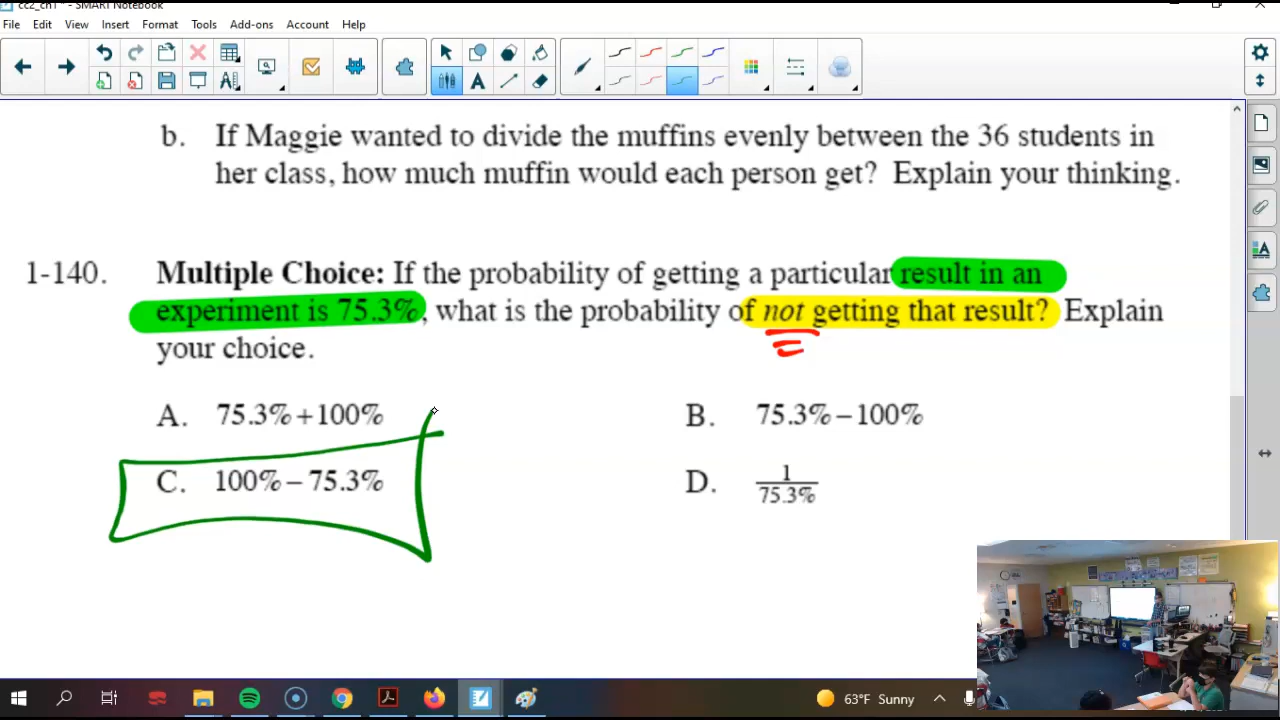 cc2_ch1 * - SMART Notebook
File Edit View Insert Format Tools Add-ons Account Help
b. If Maggie wanted to divide the muffins evenly between the 36 students in
her class, how much muffin would each person get? Explain your thinking.
1-140. Multiple Choice: If the probability of getting a particular result in an
experiment is 75.3%, what is the probability of not getting that result? Explain
your choice.
A. 75.3% + 100% B. 75.3% − 100%
C. 100% − 75.3% D. 1/75.3%
63°F Sunny